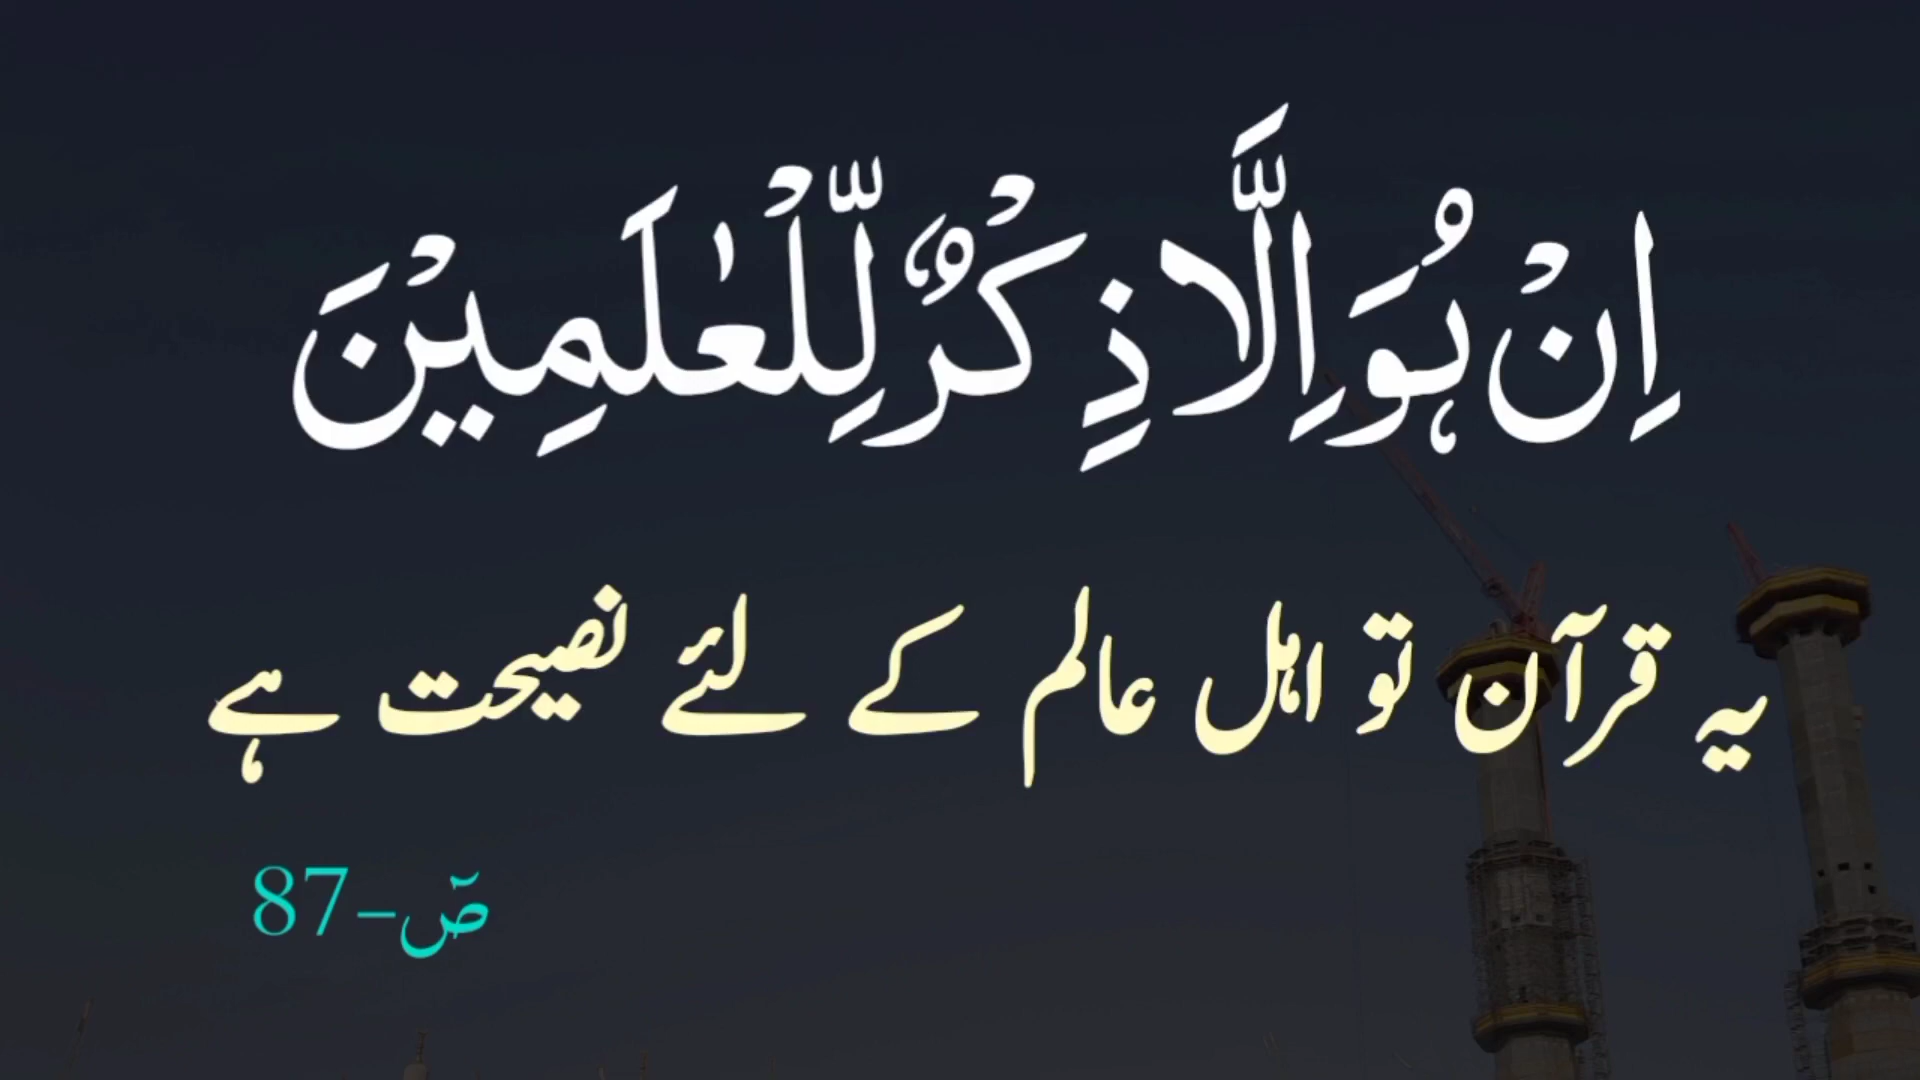 اِنۡ ہُوَ اِلَّا ذِکۡرٌ لِّلۡعٰلَمِیۡنَ
یہ قرآن تو اہل عالم کے لئے نصیحت ہے
صٓ-87